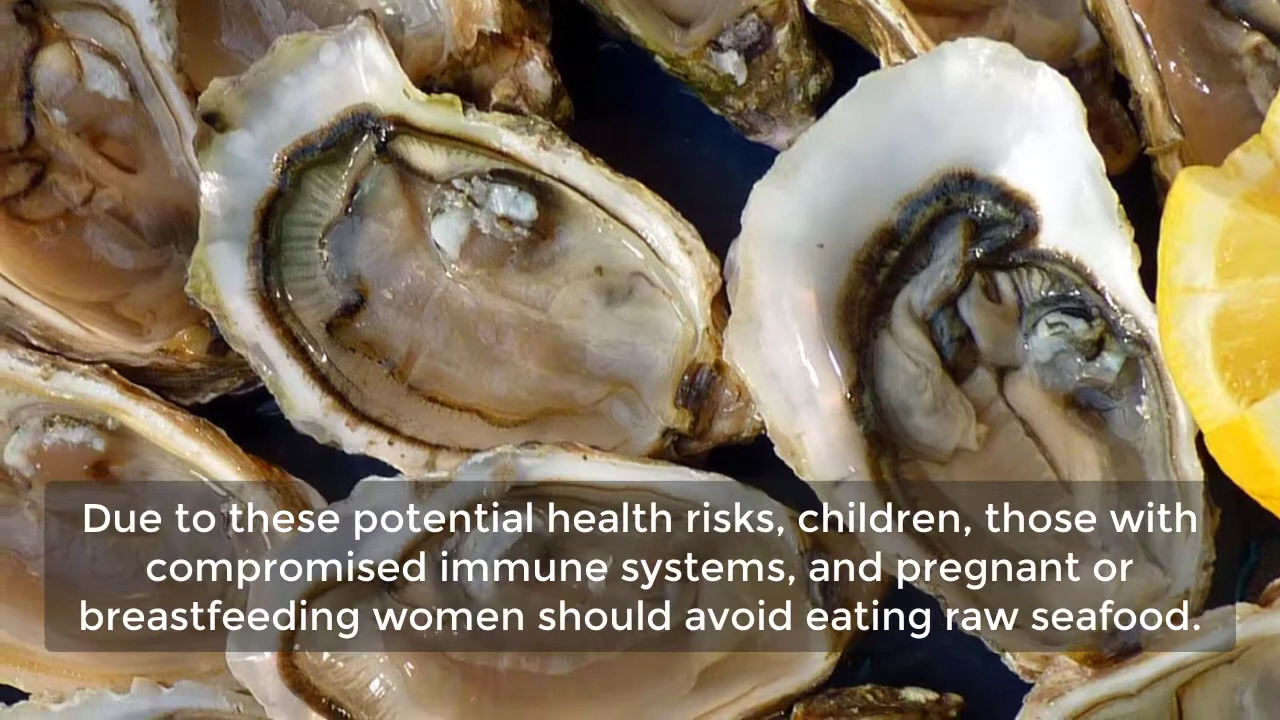 Due to these potential health risks, children, those with
compromised immune systems, and pregnant or
breastfeeding women should avoid eating raw seafood.